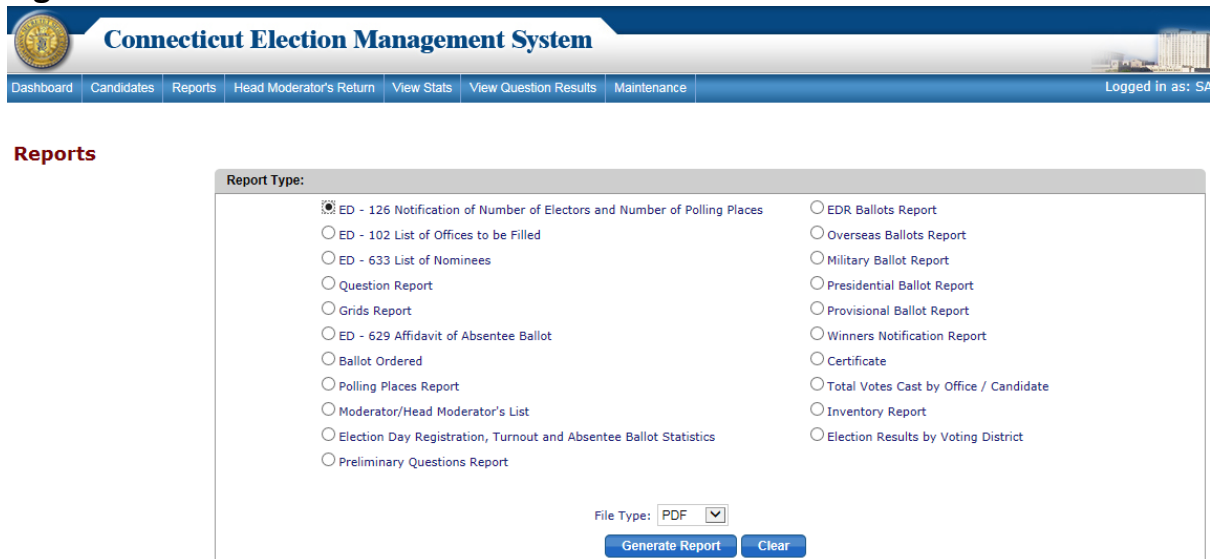 Connecticut Election Management System
Dashboard Candidates Reports Head Moderator's Return View Stats View Question Results Maintenance Logged in as: SA
Reports
Report Type:
ED - 126 Notification of Number of Electors and Number of Polling Places EDR Ballots Report
ED - 102 List of Offices to be Filled Overseas Ballots Report
ED - 633 List of Nominees Military Ballot Report
Question Report Presidential Ballot Report
Grids Report Provisional Ballot Report
ED - 629 Affidavit of Absentee Ballot Winners Notification Report
Ballot Ordered Certificate
Polling Places Report Total Votes Cast by Office / Candidate
Moderator/Head Moderator's List Inventory Report
Election Day Registration, Turnout and Absentee Ballot Statistics Election Results by Voting District
Preliminary Questions Report
File Type: PDF
Generate Report Clear